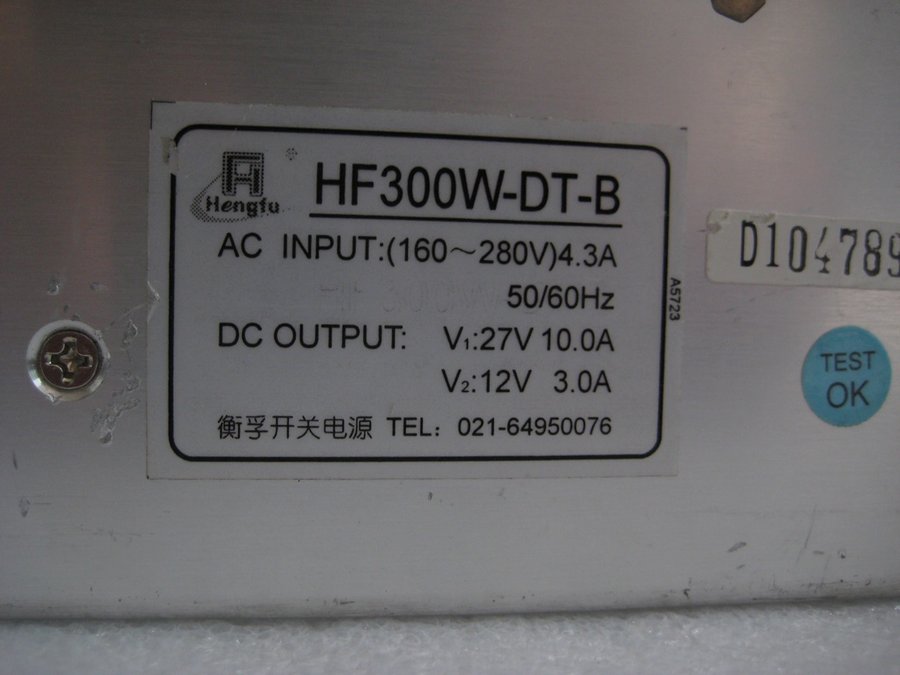 Hengfu
HF300W-DT-B
AC INPUT:(160～280V)4.3A
50/60Hz
DC OUTPUT: V₁:27V 10.0A
V₂:12V 3.0A
衡孚开关电源 TEL：021-64950076
A5723
D104789
TEST
OK